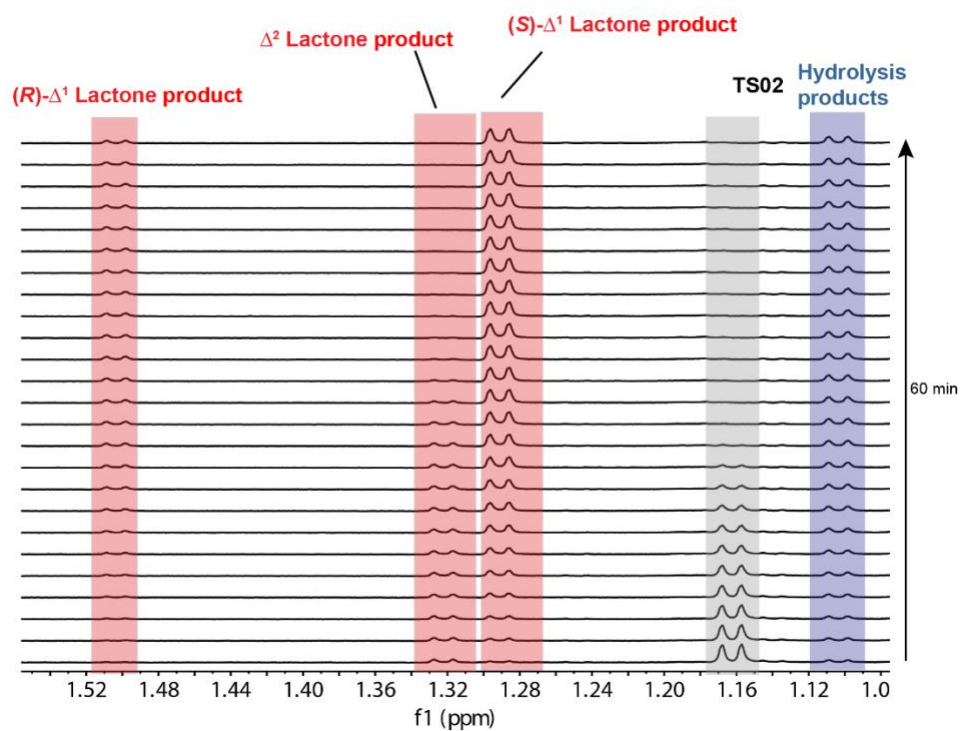 (S)-Δ¹ Lactone product
Δ² Lactone product
(R)-Δ¹ Lactone product
TS02
Hydrolysis
products
60 min
1.52 1.48 1.44 1.40 1.36 1.32 1.28 1.24 1.20 1.16 1.12 1.0
f1 (ppm)